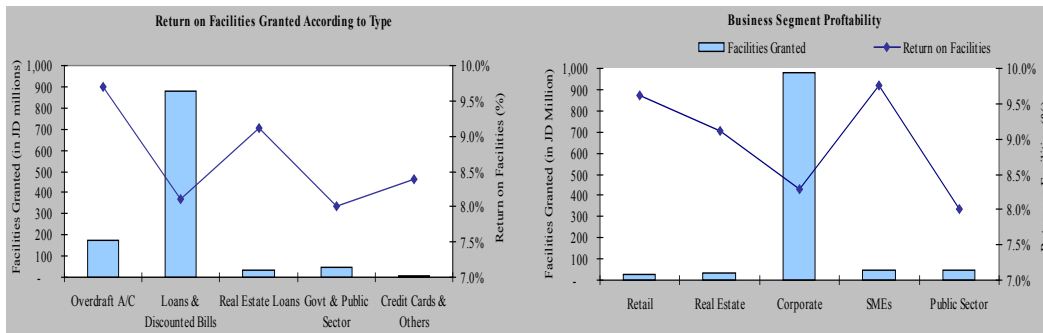 Return on Facilities Granted According to Type
Facilities Granted (in JD millions)
1,000
900
800
700
600
500
400
300
200
100
-
10.0%
9.5%
9.0%
8.5%
8.0%
7.5%
7.0%
Return on Facilities (%)
Overdraft A/C
Loans &
Discounted Bills
Real Estate Loans
Govt & Public
Sector
Credit Cards &
Others
Business Segment Proftability
Facilities Granted
Return on Facilities
Facilities Granted (in JD Million)
1,000
900
800
700
600
500
400
300
200
100
-
10.0%
9.5%
9.0%
8.5%
8.0%
7.5%
7.0%
Retail
Real Estate
Corporate
SMEs
Public Sector